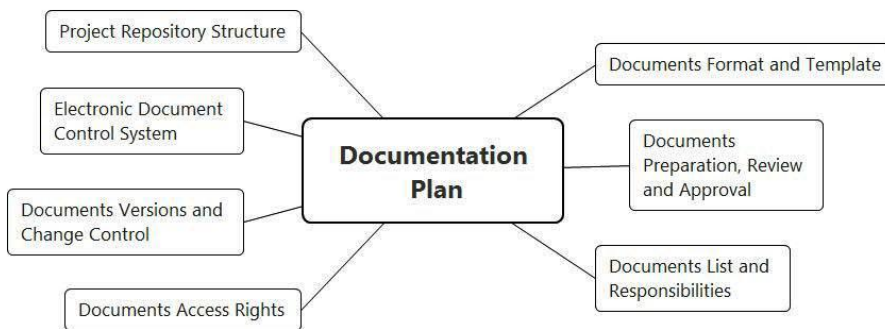 Project Repository Structure
Documents Format and Template
Electronic Document
Control System
Documentation
Plan
Documents
Preparation, Review
and Approval
Documents Versions and
Change Control
Documents List and
Responsibilities
Documents Access Rights